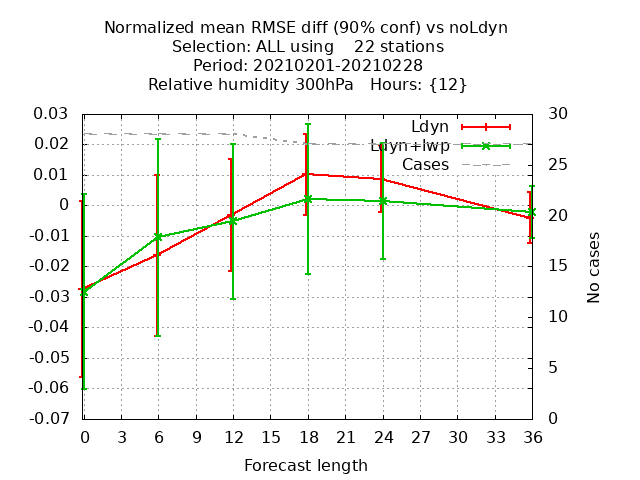 Normalized mean RMSE diff (90% conf) vs noLdyn
Selection: ALL using 22 stations
Period: 20210201-20210228
Relative humidity 300hPa Hours: {12}
0.03
0.02
0.01
0
-0.01
-0.02
-0.03
-0.04
-0.05
-0.06
-0.07
Ldyn
Ldyn+lwp
Cases
30
25
20
15
10
5
0
No cases
0 3 6 9 12 15 18 21 24 27 30 33 36
Forecast length